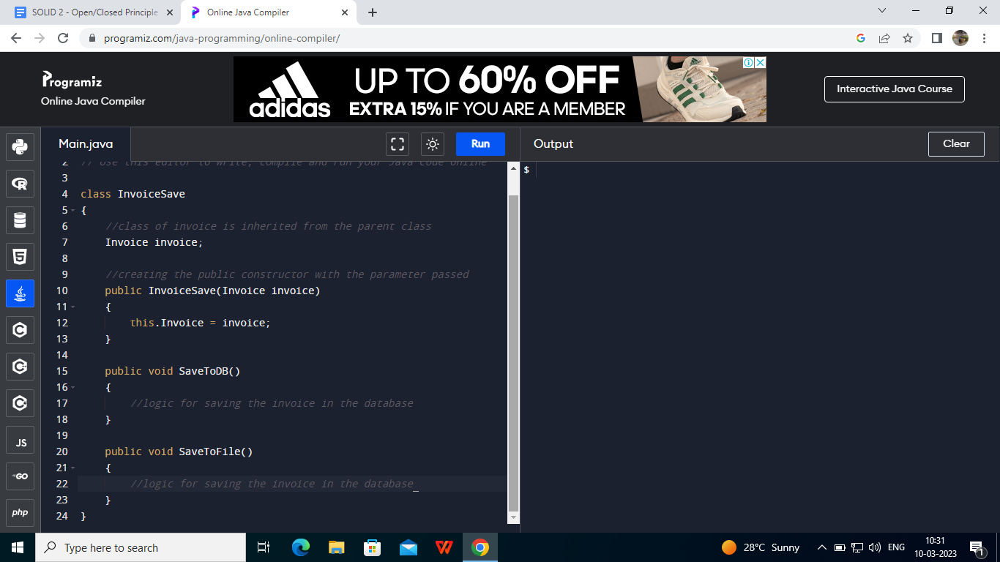 SOLID 2 - Open/Closed Principle
Online Java Compiler
programiz.com/java-programming/online-compiler/
Programiz
Online Java Compiler
adidas
UP TO 60% OFF
EXTRA 15% IF YOU ARE A MEMBER
Interactive Java Course
Main.java
Run
Output
Clear
2 // Use this editor to write, compile and run your Java code online
3
4 class InvoiceSave
5 {
6 //class of invoice is inherited from the parent class
7 Invoice invoice;
8
9 //creating the public constructor with the parameter passed
10 public InvoiceSave(Invoice invoice)
11 {
12 this.Invoice = invoice;
13 }
14
15 public void SaveToDB()
16 {
17 //logic for saving the invoice in the database
18 }
19
20 public void SaveToFile()
21 {
22 //logic for saving the invoice in the database_
23 }
24 }
$
JS
GO
php
Type here to search
28°C Sunny
ENG
10:31
10-03-2023
1